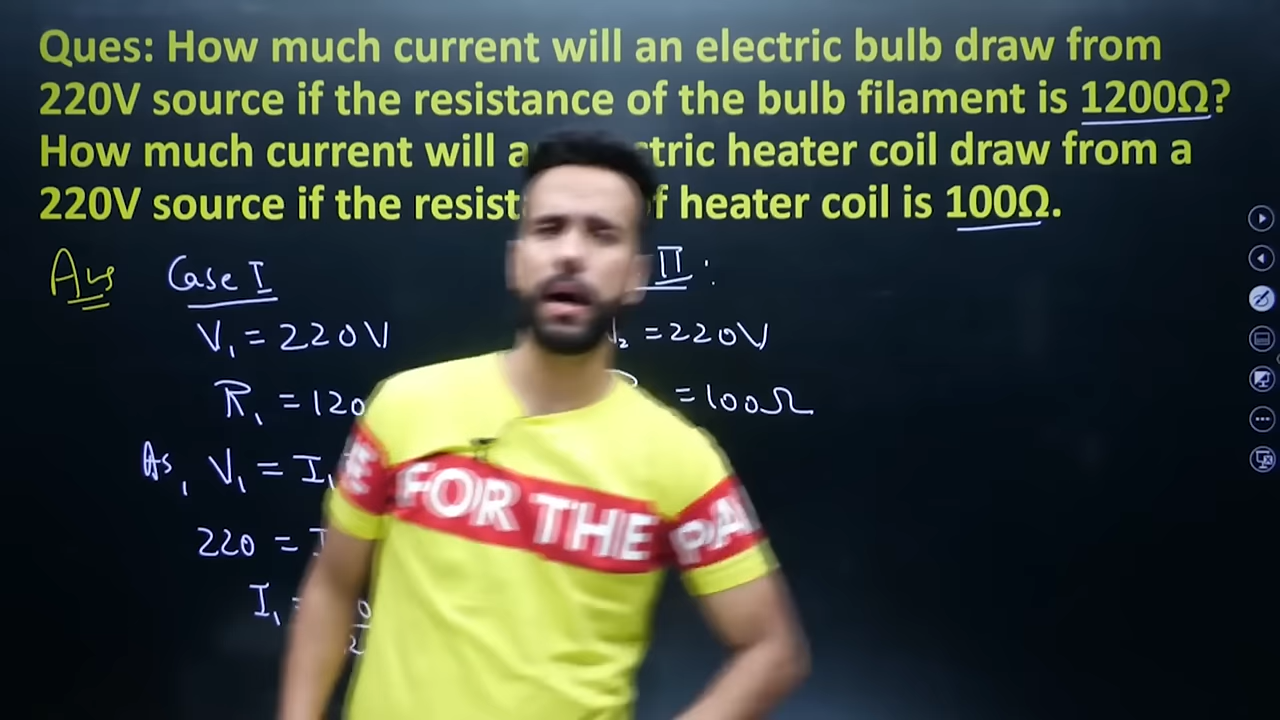 Ques: How much current will an electric bulb draw from
220V source if the resistance of the bulb filament is 1200Ω?
How much current will heater coil draw from a
220V source if the heater coil is 100Ω.
Ans Case I II :
V₁ = 220V = 220V
R₁ = = 100Ω
As, V₁ =
220 =
I₁
FOR THE